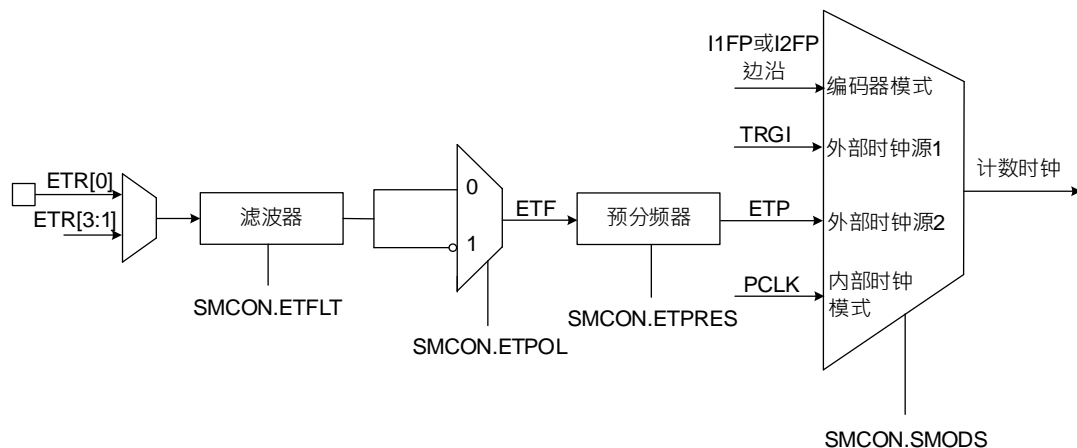 I1FP或I2FP
边沿
编码器模式
TRGI
外部时钟源1
计数时钟
ETR[0]
ETR[3:1]
滤波器
0
1
ETF
预分频器
ETP
外部时钟源2
PCLK
内部时钟
模式
SMCON.ETFLT
SMCON.ETPOL
SMCON.ETPRES
SMCON.SMODS